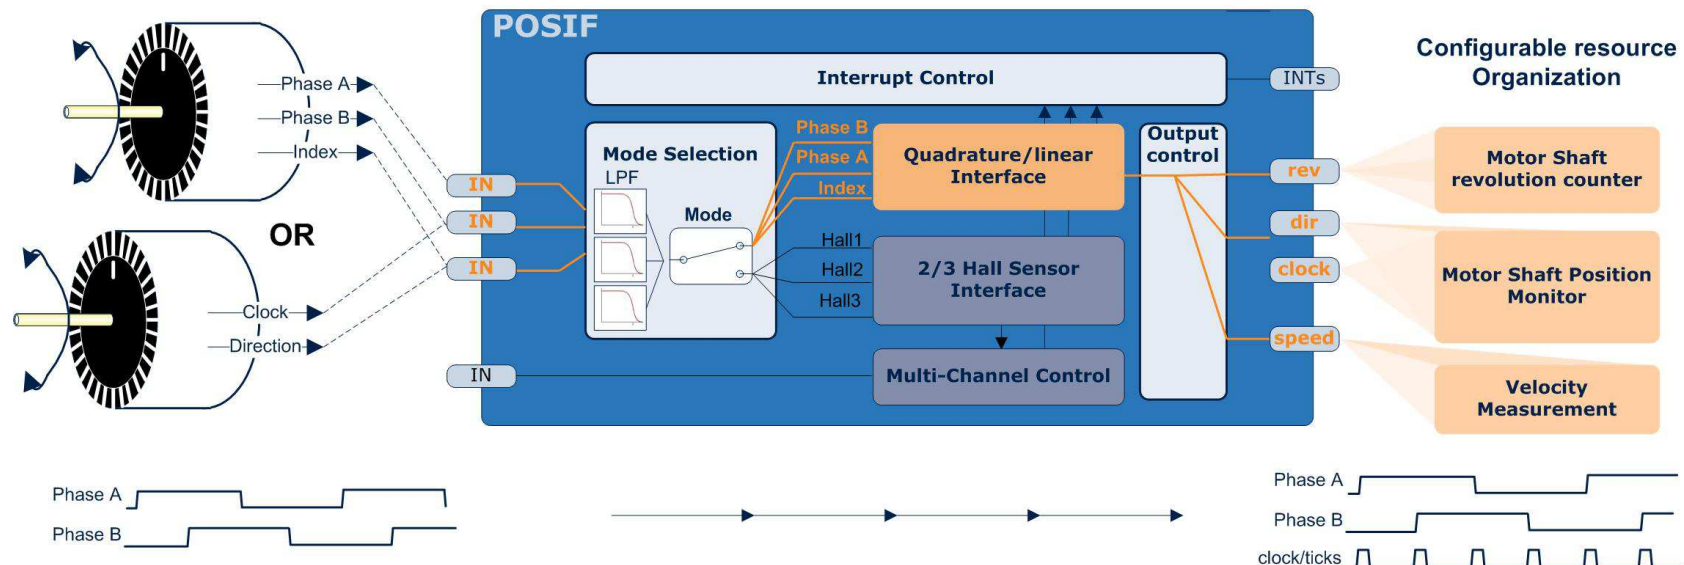 POSIF
Configurable resource
Organization
Interrupt Control
INTs
Phase A
Phase B
Index
OR
Clock
Direction
IN
IN
IN
IN
Mode Selection
LPF
Mode
Phase B
Phase A
Index
Hall1
Hall2
Hall3
Quadrature/linear
Interface
2/3 Hall Sensor
Interface
Multi-Channel Control
Output
control
rev
dir
clock
speed
Motor Shaft
revolution counter
Motor Shaft Position
Monitor
Velocity
Measurement
Phase A
Phase B
Phase A
Phase B
clock/ticks